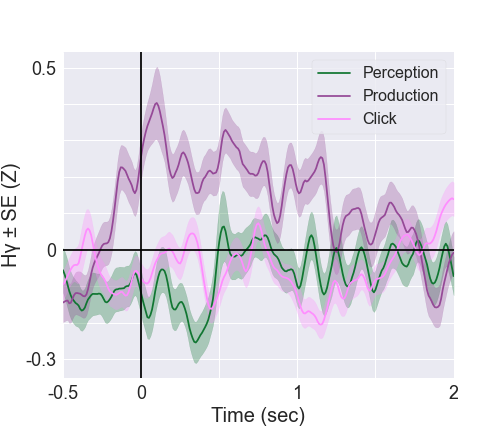 0.5
0
-0.3
Hγ ± SE (Z)
Perception
Production
Click
-0.5 0 1 2
Time (sec)